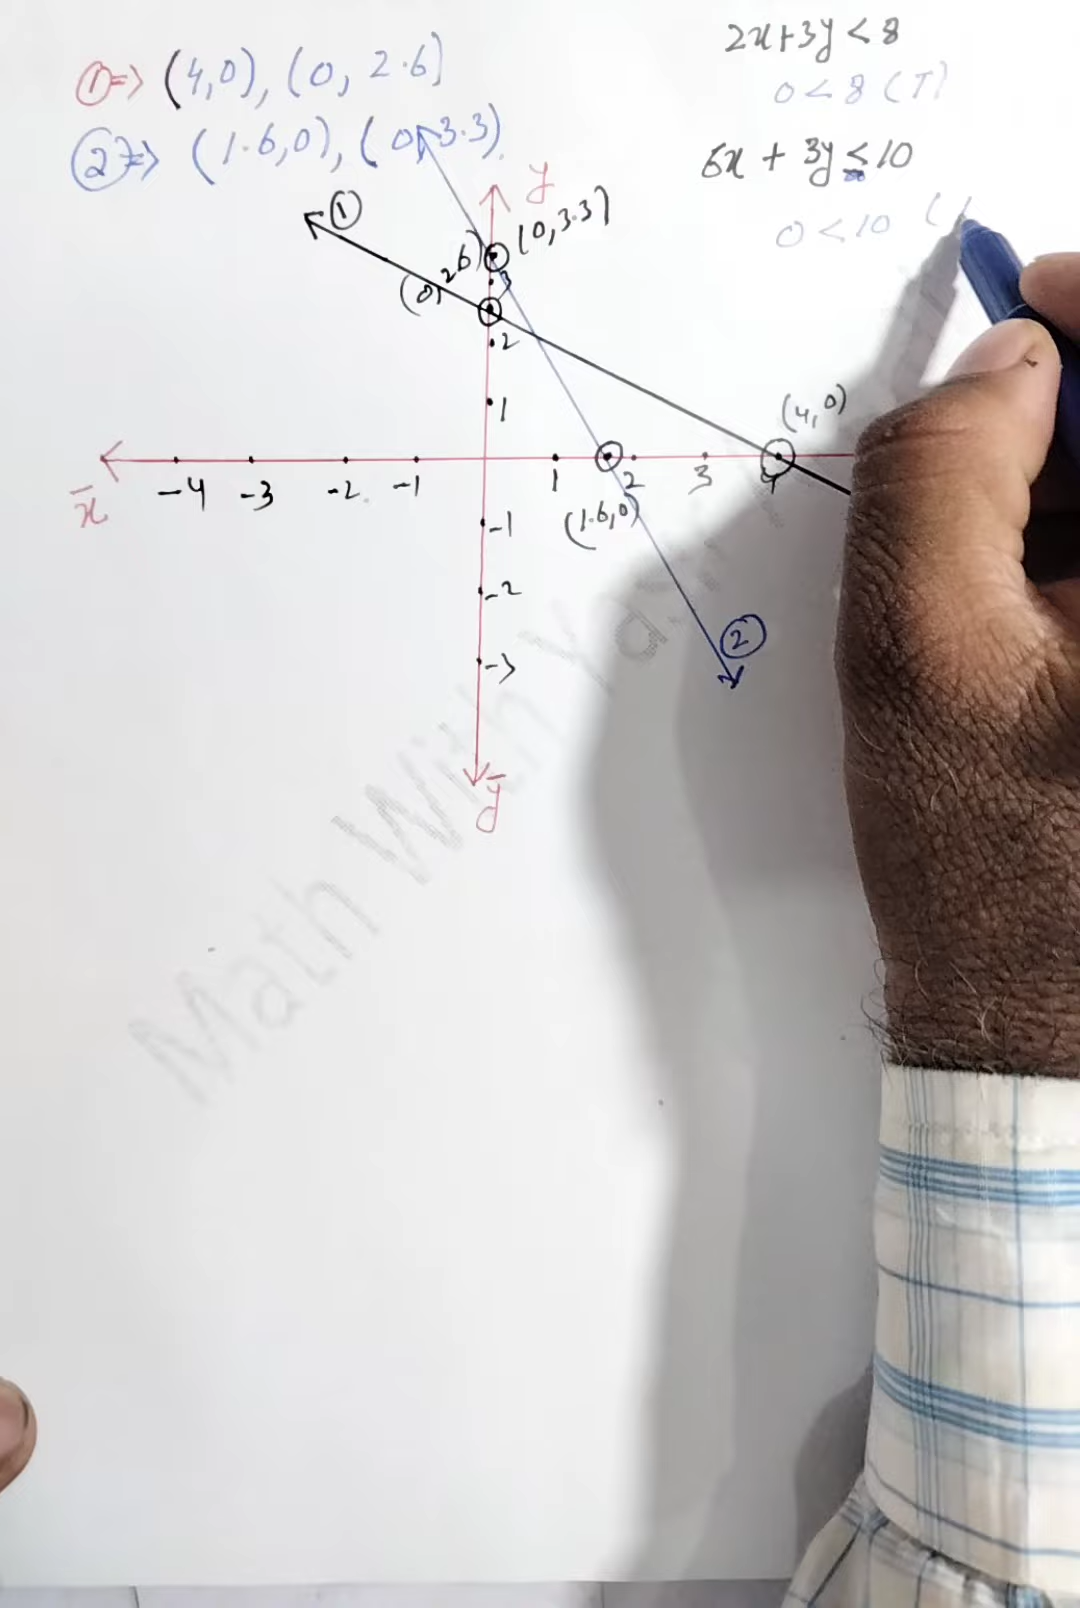 ①=> (4,0), (0, 2.6)
②=> (1.6,0), (0, 3.3)
2x+3y < 8
0 < 8 (T)
6x + 3y ≤ 10
0 < 10 (
①
y
(0, 3.3)
(0, 2.6)
3
2
1
(4,0)
x̄
-4 -3 -2 -1 1 2 3 4
(1.6,0)
-1
-2
②
-3
ȳ
Math With Yas